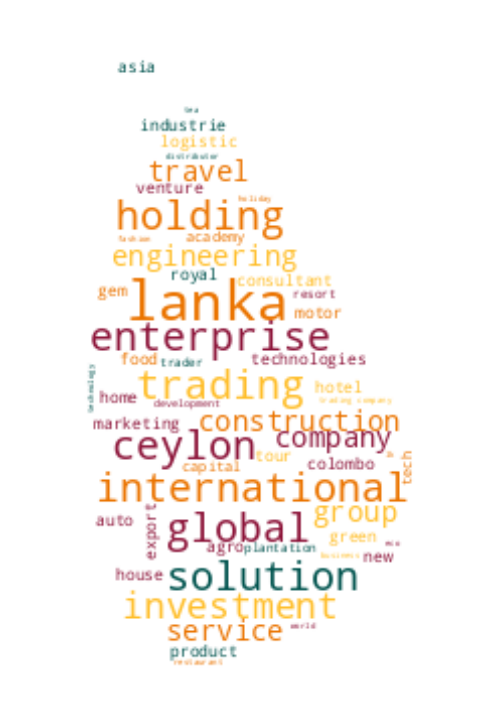 asia
tea
industrie
logistic
distributor
travel
venture
holiday
holding
fashion academy
engineering
royal consultant
gem lanka resort
motor
enterprise
food trader technologies
technology
trading hotel
home development trading company
marketing construction
ceylon company
tour
capital colombo
tech
international
group
auto export global
green
agro plantation
business new eco
house solution
investment
service world
product
restaurant